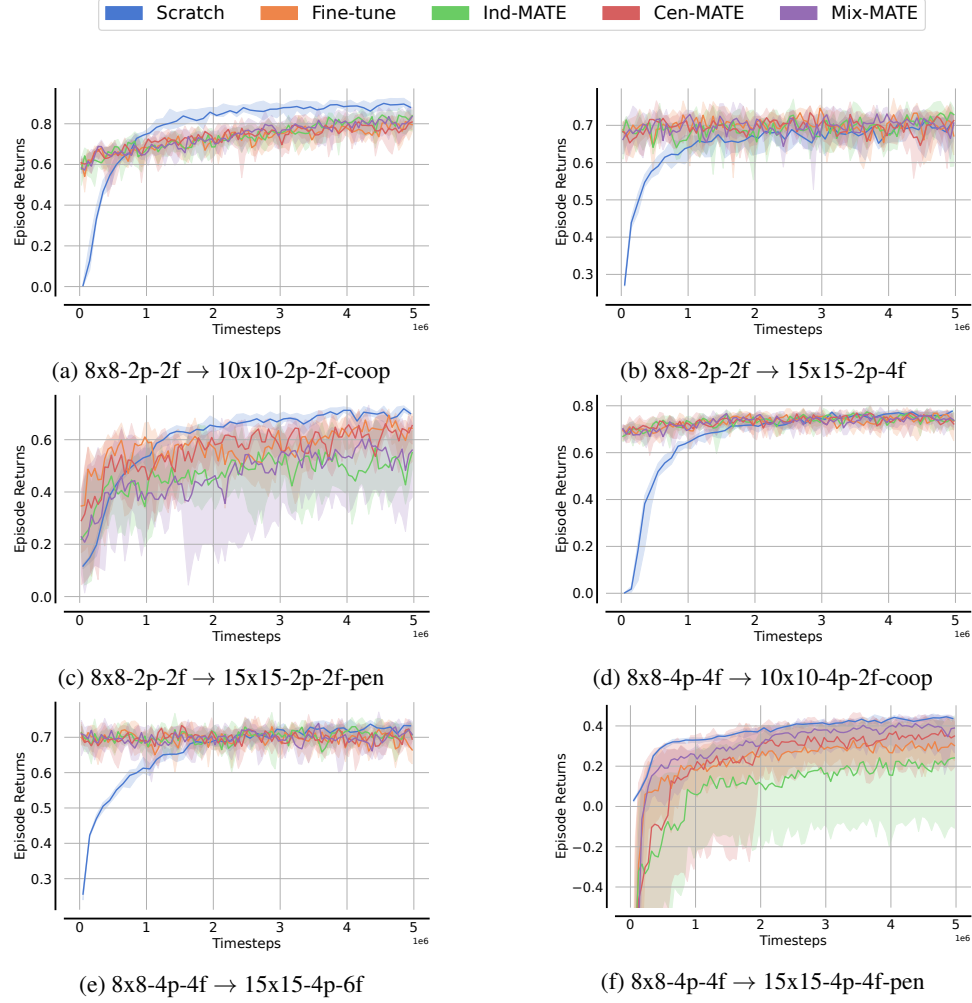 Scratch Fine-tune Ind-MATE Cen-MATE Mix-MATE
Episode Returns
0.8
0.6
0.4
0.2
0.0
0 1 2 3 4 5
1e6
Timesteps
(a) 8x8-2p-2f → 10x10-2p-2f-coop
Episode Returns
0.7
0.6
0.5
0.4
0.3
0 1 2 3 4 5
1e6
Timesteps
(b) 8x8-2p-2f → 15x15-2p-4f
Episode Returns
0.6
0.4
0.2
0.0
0 1 2 3 4 5
1e6
Timesteps
(c) 8x8-2p-2f → 15x15-2p-2f-pen
Episode Returns
0.8
0.6
0.4
0.2
0.0
0 1 2 3 4 5
1e6
Timesteps
(d) 8x8-4p-4f → 10x10-4p-2f-coop
Episode Returns
0.7
0.6
0.5
0.4
0.3
0 1 2 3 4 5
1e6
Timesteps
(e) 8x8-4p-4f → 15x15-4p-6f
Episode Returns
0.4
0.2
0.0
−0.2
−0.4
0 1 2 3 4 5
1e6
Timesteps
(f) 8x8-4p-4f → 15x15-4p-4f-pen